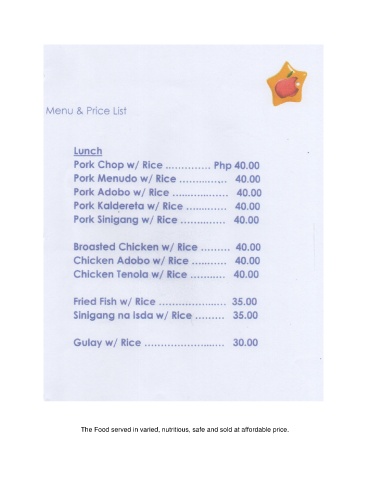 Menu & Price List
Lunch
Pork Chop w/ Rice .............. Php 40.00
Pork Menudo w/ Rice ............... 40.00
Pork Adobo w/ Rice ................. 40.00
Pork Kaldereta w/ Rice ............ 40.00
Pork Sinigang w/ Rice .............. 40.00
Broasted Chicken w/ Rice ......... 40.00
Chicken Adobo w/ Rice ........... 40.00
Chicken Tenola w/ Rice ........... 40.00
Fried Fish w/ Rice ..................... 35.00
Sinigang na Isda w/ Rice ......... 35.00
Gulay w/ Rice ........................ 30.00
The Food served in varied, nutritious, safe and sold at affordable price.